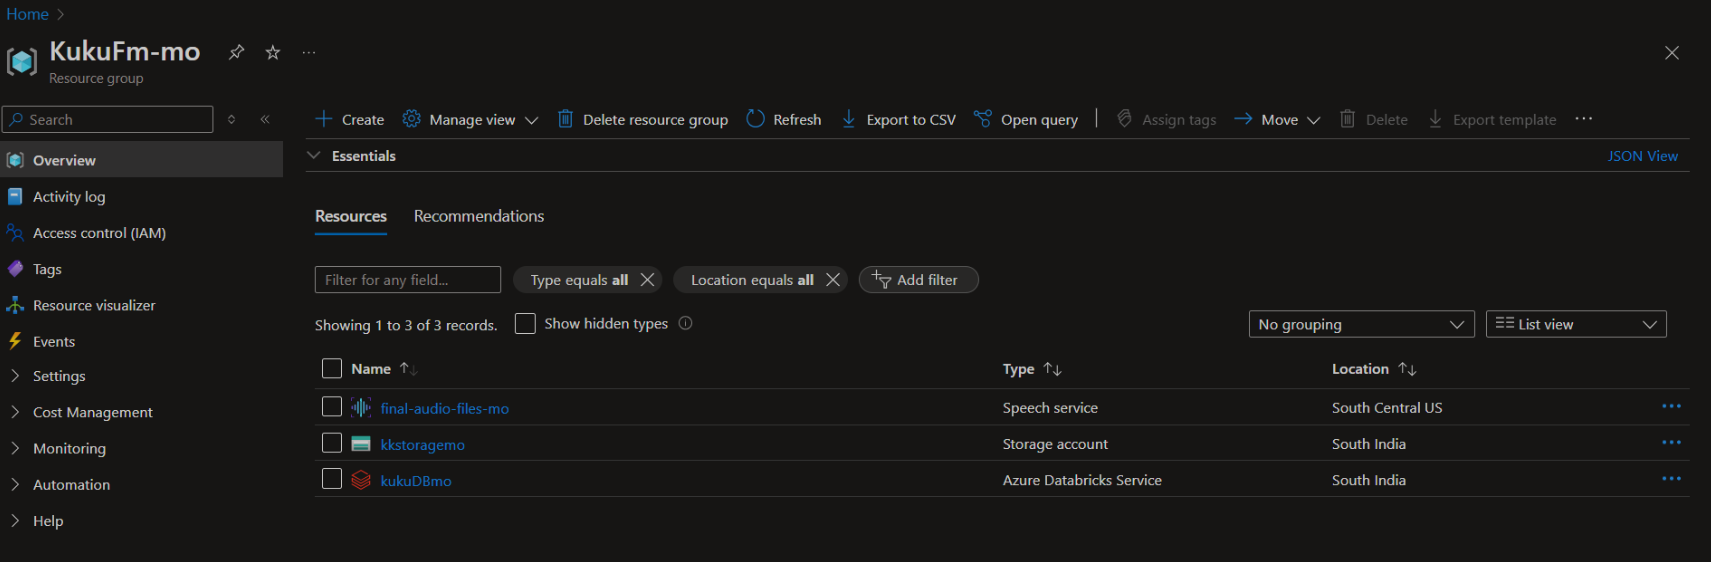 Home
KukuFm-mo
Resource group
Search
Create Manage view Delete resource group Refresh Export to CSV Open query Assign tags Move Delete Export template
Overview
Essentials JSON View
Activity log
Access control (IAM)
Tags
Resource visualizer
Events
Settings
Cost Management
Monitoring
Automation
Help
Resources Recommendations
Filter for any field... Type equals all Location equals all Add filter
Showing 1 to 3 of 3 records. Show hidden types No grouping List view
Name Type Location
final-audio-files-mo Speech service South Central US
kkstoragemo Storage account South India
kukuDBmo Azure Databricks Service South India